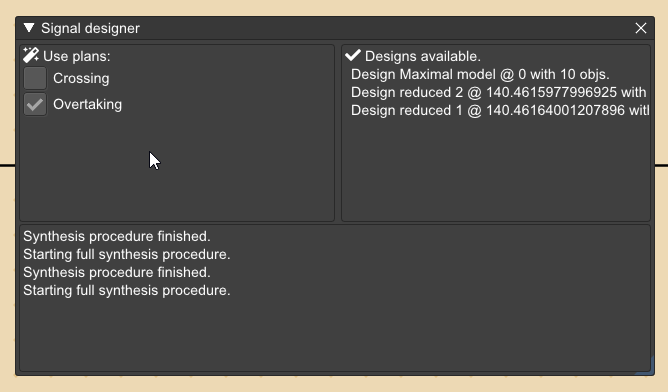 Signal designer
Use plans:
Crossing
Overtaking
Designs available.
Design Maximal model @ 0 with 10 objs.
Design reduced 2 @ 140.4615977996925 with
Design reduced 1 @ 140.46164001207896 with
Synthesis procedure finished.
Starting full synthesis procedure.
Synthesis procedure finished.
Starting full synthesis procedure.